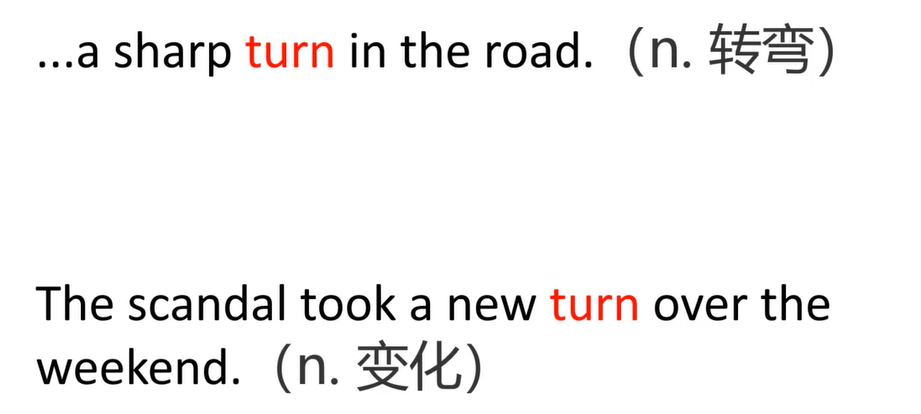 ...a sharp turn in the road.（n. 转弯）
The scandal took a new turn over the
weekend.（n. 变化）